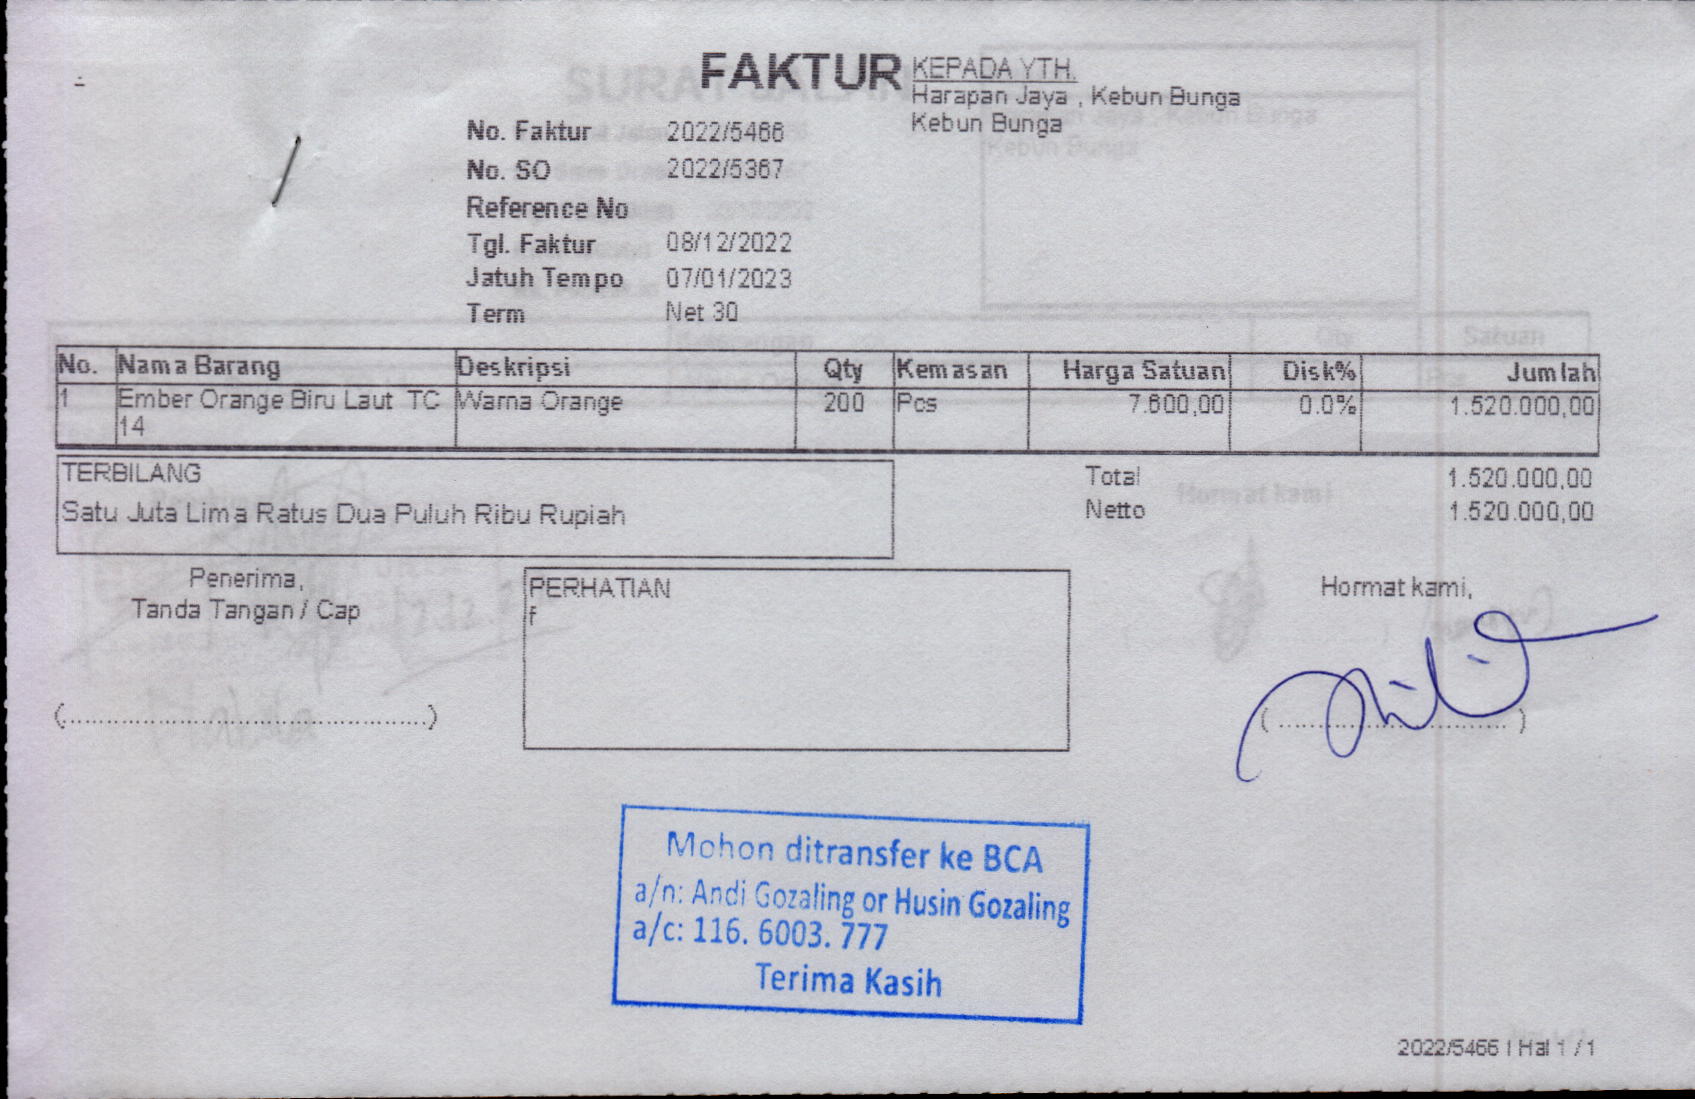 FAKTUR
KEPADA YTH.
Harapan Jaya , Kebun Bunga
Kebun Bunga
No. Faktur 2022/5466
No. SO 2022/5367
Reference No
Tgl. Faktur 08/12/2022
Jatuh Tempo 07/01/2023
Term Net 30
No. Nama Barang Deskripsi Qty Kemasan Harga Satuan Disk% Jumlah
1 Ember Orange Biru Laut TC Warna Orange 200 Pcs 7.600,00 0.0% 1.520.000,00
14
TERBILANG
Satu Juta Lima Ratus Dua Puluh Ribu Rupiah
Total 1.520.000,00
Netto 1.520.000,00
Penerima,
Tanda Tangan / Cap
(............................................)
PERHATIAN
f
Hormat kami,
(............................)
Mohon ditransfer ke BCA
a/n: Andi Gozaling or Husin Gozaling
a/c: 116. 6003. 777
Terima Kasih
2022/5466 | Hal 1 / 1